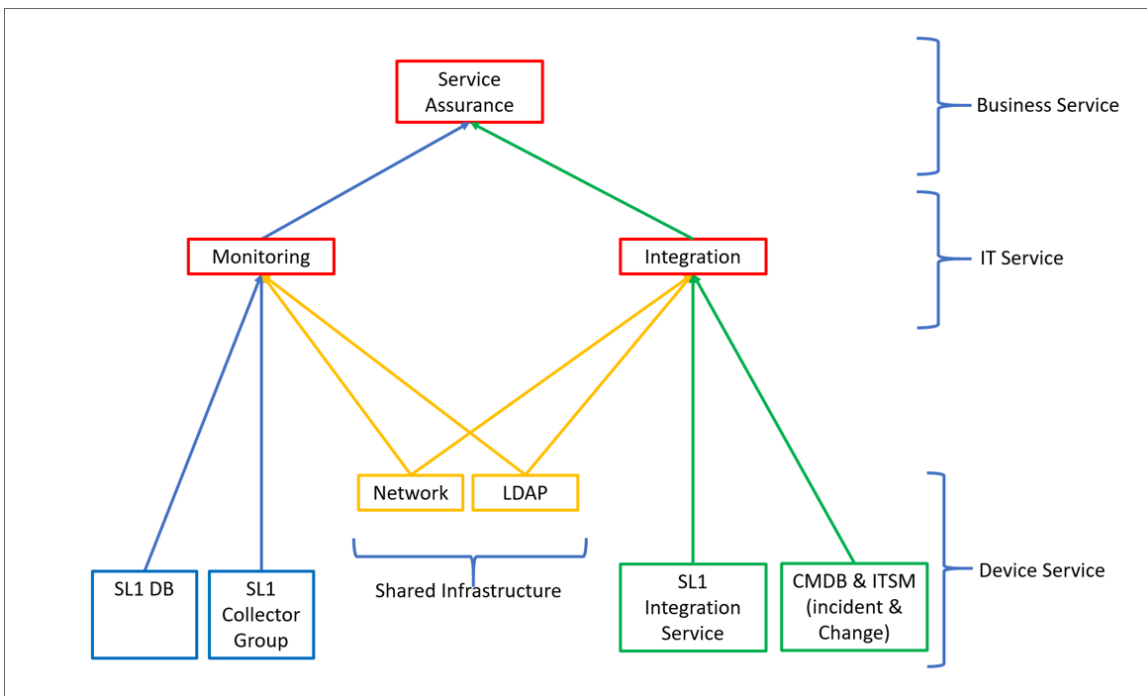 Service
Assurance
Business Service
Monitoring
Integration
IT Service
Network
LDAP
Shared Infrastructure
SL1 DB
SL1
Collector
Group
SL1
Integration
Service
CMDB & ITSM
(incident &
Change)
Device Service